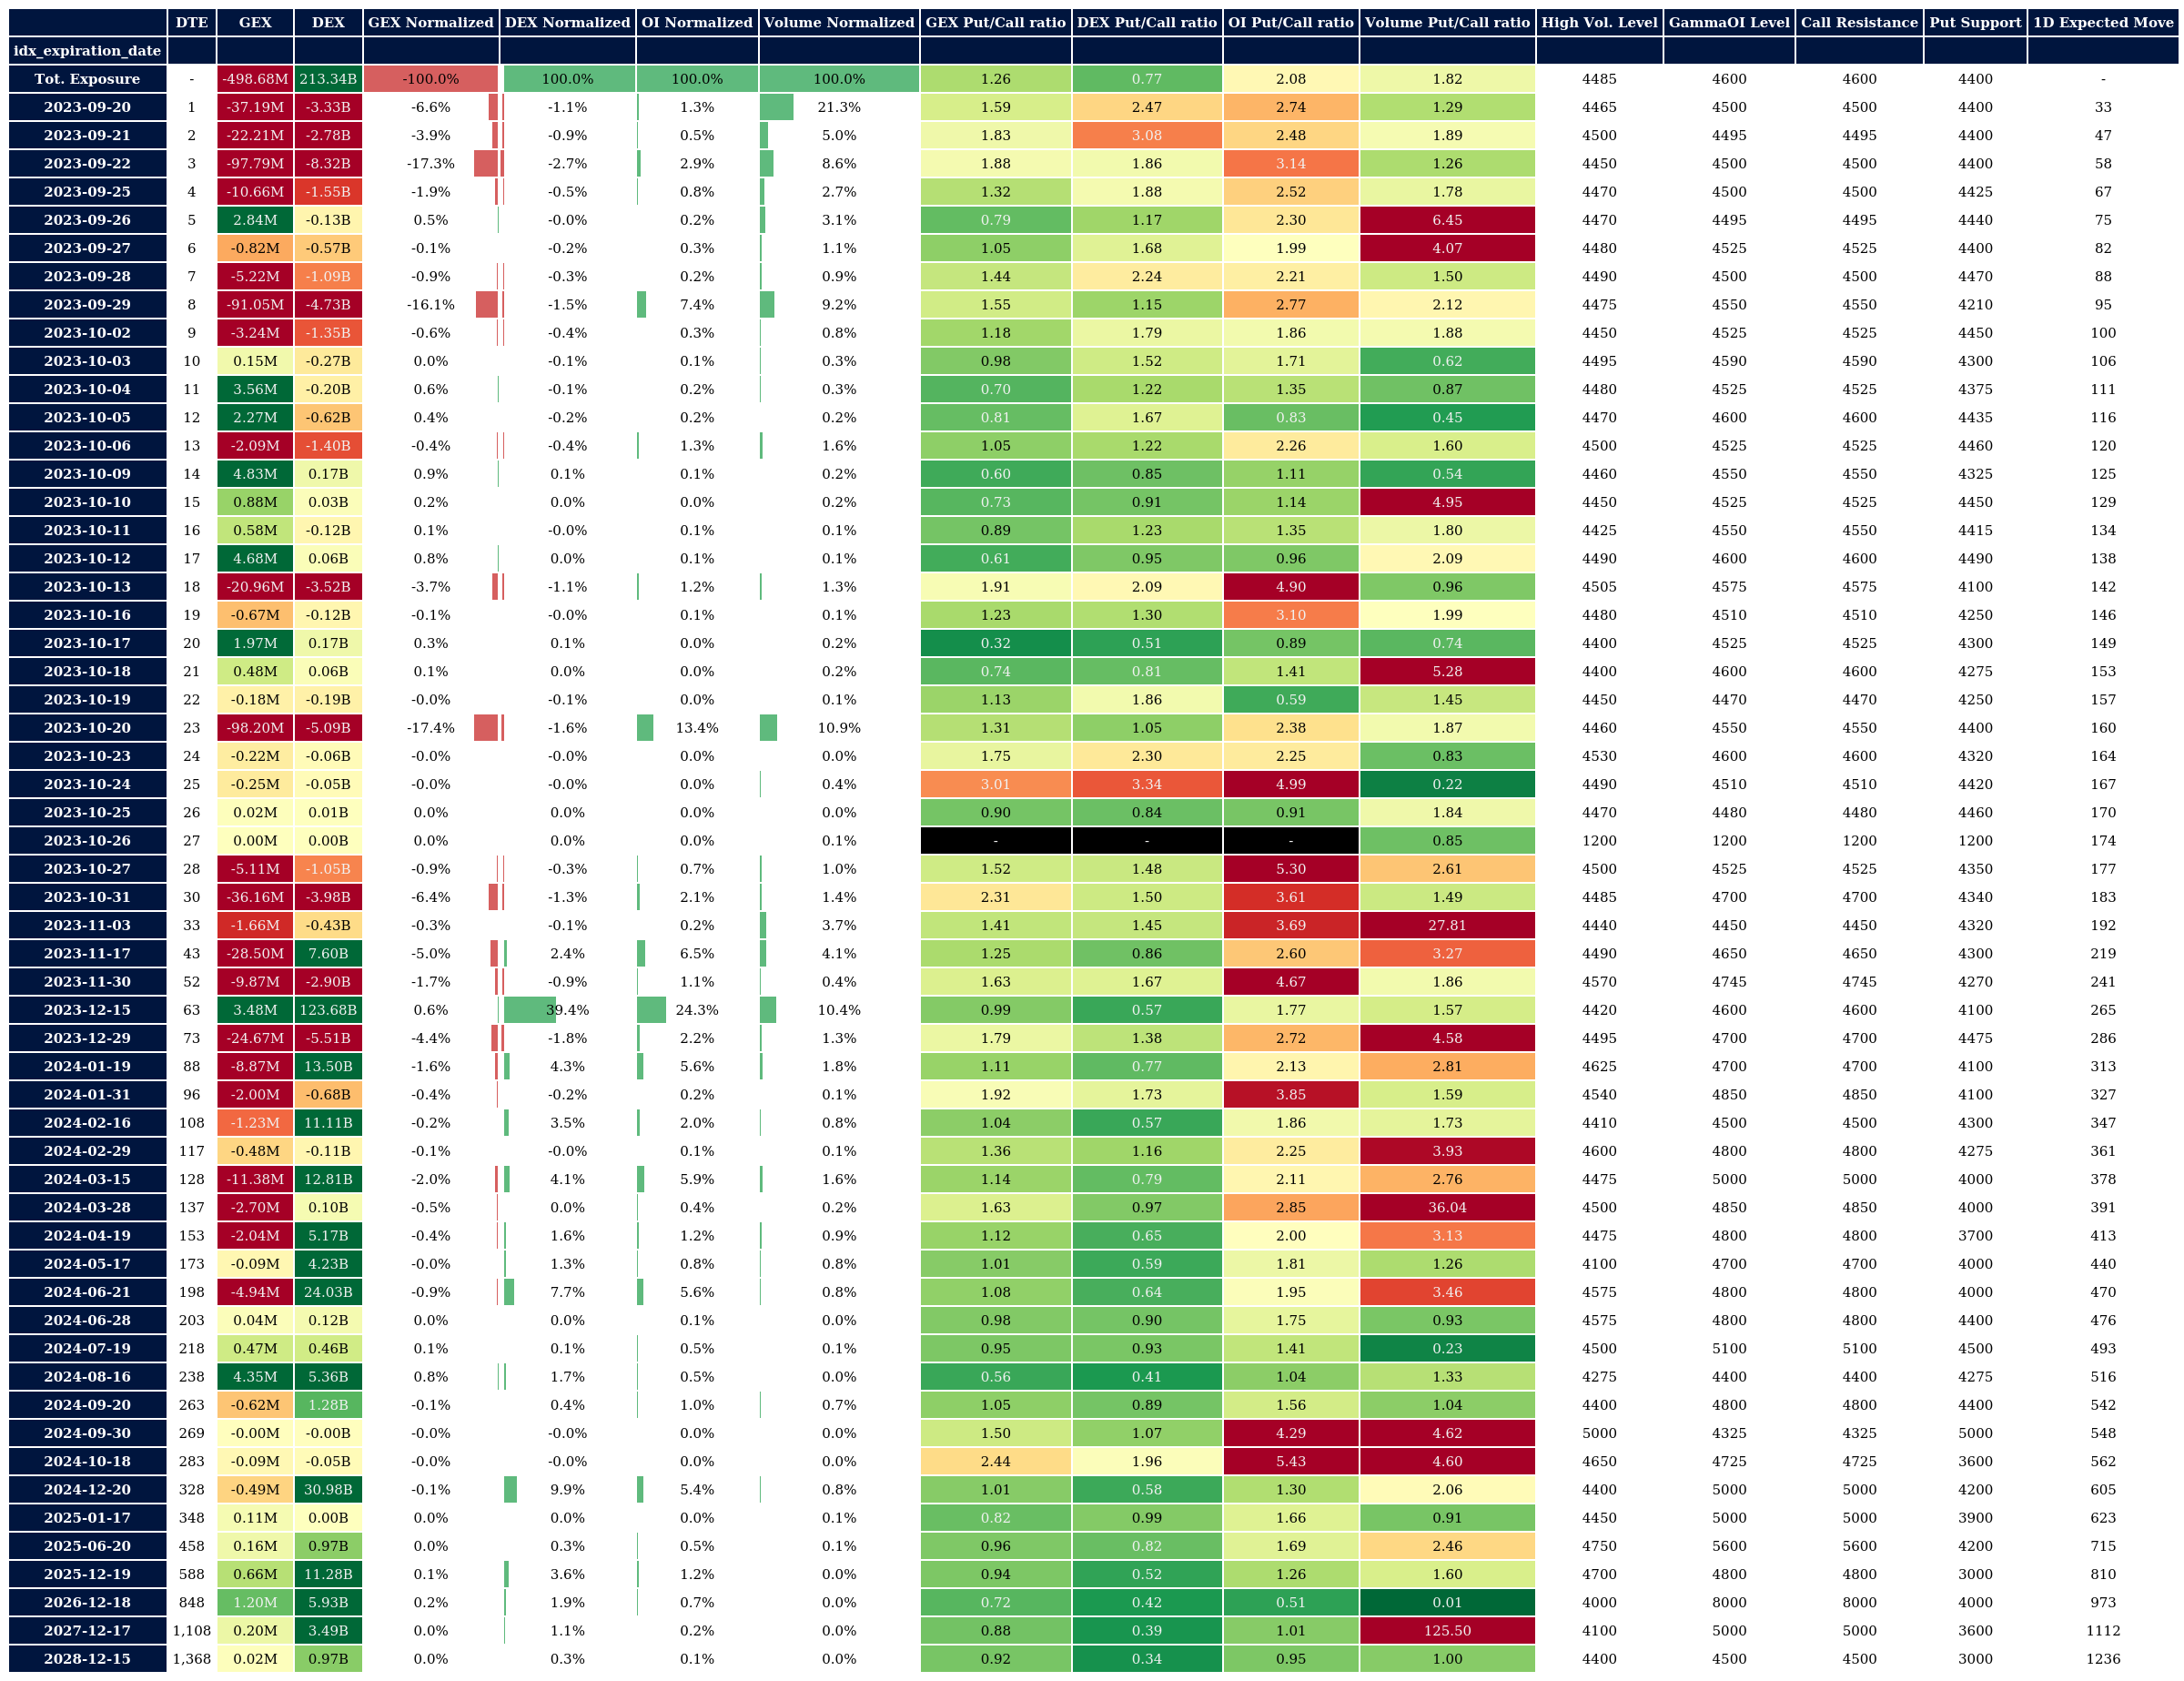 DTE GEX DEX GEX Normalized DEX Normalized OI Normalized Volume Normalized GEX Put/Call ratio DEX Put/Call ratio OI Put/Call ratio Volume Put/Call ratio High Vol. Level GammaOI Level Call Resistance Put Support 1D Expected Move
idx_expiration_date
Tot. Exposure - -498.68M 213.34B -100.0% 100.0% 100.0% 100.0% 1.26 0.77 2.08 1.82 4485 4600 4600 4400 -
2023-09-20 1 -37.19M -3.33B -6.6% -1.1% 1.3% 21.3% 1.59 2.47 2.74 1.29 4465 4500 4500 4400 33
2023-09-21 2 -22.21M -2.78B -3.9% -0.9% 0.5% 5.0% 1.83 3.08 2.48 1.89 4500 4495 4495 4400 47
2023-09-22 3 -97.79M -8.32B -17.3% -2.7% 2.9% 8.6% 1.88 1.86 3.14 1.26 4450 4500 4500 4400 58
2023-09-25 4 -10.66M -1.55B -1.9% -0.5% 0.8% 2.7% 1.32 1.88 2.52 1.78 4470 4500 4500 4425 67
2023-09-26 5 2.84M -0.13B 0.5% -0.0% 0.2% 3.1% 0.79 1.17 2.30 6.45 4470 4495 4495 4440 75
2023-09-27 6 -0.82M -0.57B -0.1% -0.2% 0.3% 1.1% 1.05 1.68 1.99 4.07 4480 4525 4525 4400 82
2023-09-28 7 -5.22M -1.09B -0.9% -0.3% 0.2% 0.9% 1.44 2.24 2.21 1.50 4490 4500 4500 4470 88
2023-09-29 8 -91.05M -4.73B -16.1% -1.5% 7.4% 9.2% 1.55 1.15 2.77 2.12 4475 4550 4550 4210 95
2023-10-02 9 -3.24M -1.35B -0.6% -0.4% 0.3% 0.8% 1.18 1.79 1.86 1.88 4450 4525 4525 4450 100
2023-10-03 10 0.15M -0.27B 0.0% -0.1% 0.1% 0.3% 0.98 1.52 1.71 0.62 4495 4590 4590 4300 106
2023-10-04 11 3.56M -0.20B 0.6% -0.1% 0.2% 0.3% 0.70 1.22 1.35 0.87 4480 4525 4525 4375 111
2023-10-05 12 2.27M -0.62B 0.4% -0.2% 0.2% 0.2% 0.81 1.67 0.83 0.45 4470 4600 4600 4435 116
2023-10-06 13 -2.09M -1.40B -0.4% -0.4% 1.3% 1.6% 1.05 1.22 2.26 1.60 4500 4525 4525 4460 120
2023-10-09 14 4.83M 0.17B 0.9% 0.1% 0.1% 0.2% 0.60 0.85 1.11 0.54 4460 4550 4550 4325 125
2023-10-10 15 0.88M 0.03B 0.2% 0.0% 0.0% 0.2% 0.73 0.91 1.14 4.95 4450 4525 4525 4450 129
2023-10-11 16 0.58M -0.12B 0.1% -0.0% 0.1% 0.1% 0.89 1.23 1.35 1.80 4425 4550 4550 4415 134
2023-10-12 17 4.68M 0.06B 0.8% 0.0% 0.1% 0.1% 0.61 0.95 0.96 2.09 4490 4600 4600 4490 138
2023-10-13 18 -20.96M -3.52B -3.7% -1.1% 1.2% 1.3% 1.91 2.09 4.90 0.96 4505 4575 4575 4100 142
2023-10-16 19 -0.67M -0.12B -0.1% -0.0% 0.1% 0.1% 1.23 1.30 3.10 1.99 4480 4510 4510 4250 146
2023-10-17 20 1.97M 0.17B 0.3% 0.1% 0.0% 0.2% 0.32 0.51 0.89 0.74 4400 4525 4525 4300 149
2023-10-18 21 0.48M 0.06B 0.1% 0.0% 0.0% 0.2% 0.74 0.81 1.41 5.28 4400 4600 4600 4275 153
2023-10-19 22 -0.18M -0.19B -0.0% -0.1% 0.0% 0.1% 1.13 1.86 0.59 1.45 4450 4470 4470 4250 157
2023-10-20 23 -98.20M -5.09B -17.4% -1.6% 13.4% 10.9% 1.31 1.05 2.38 1.87 4460 4550 4550 4400 160
2023-10-23 24 -0.22M -0.06B -0.0% -0.0% 0.0% 0.0% 1.75 2.30 2.25 0.83 4530 4600 4600 4320 164
2023-10-24 25 -0.25M -0.05B -0.0% -0.0% 0.0% 0.4% 3.01 3.34 4.99 0.22 4490 4510 4510 4420 167
2023-10-25 26 0.02M 0.01B 0.0% 0.0% 0.0% 0.0% 0.90 0.84 0.91 1.84 4470 4480 4480 4460 170
2023-10-26 27 0.00M 0.00B 0.0% 0.0% 0.0% 0.1% - - - 0.85 1200 1200 1200 1200 174
2023-10-27 28 -5.11M -1.05B -0.9% -0.3% 0.7% 1.0% 1.52 1.48 5.30 2.61 4500 4525 4525 4350 177
2023-10-31 30 -36.16M -3.98B -6.4% -1.3% 2.1% 1.4% 2.31 1.50 3.61 1.49 4485 4700 4700 4340 183
2023-11-03 33 -1.66M -0.43B -0.3% -0.1% 0.2% 3.7% 1.41 1.45 3.69 27.81 4440 4450 4450 4320 192
2023-11-17 43 -28.50M 7.60B -5.0% 2.4% 6.5% 4.1% 1.25 0.86 2.60 3.27 4490 4650 4650 4300 219
2023-11-30 52 -9.87M -2.90B -1.7% -0.9% 1.1% 0.4% 1.63 1.67 4.67 1.86 4570 4745 4745 4270 241
2023-12-15 63 3.48M 123.68B 0.6% 39.4% 24.3% 10.4% 0.99 0.57 1.77 1.57 4420 4600 4600 4100 265
2023-12-29 73 -24.67M -5.51B -4.4% -1.8% 2.2% 1.3% 1.79 1.38 2.72 4.58 4495 4700 4700 4475 286
2024-01-19 88 -8.87M 13.50B -1.6% 4.3% 5.6% 1.8% 1.11 0.77 2.13 2.81 4625 4700 4700 4100 313
2024-01-31 96 -2.00M -0.68B -0.4% -0.2% 0.2% 0.1% 1.92 1.73 3.85 1.59 4540 4850 4850 4100 327
2024-02-16 108 -1.23M 11.11B -0.2% 3.5% 2.0% 0.8% 1.04 0.57 1.86 1.73 4410 4500 4500 4300 347
2024-02-29 117 -0.48M -0.11B -0.1% -0.0% 0.1% 0.1% 1.36 1.16 2.25 3.93 4600 4800 4800 4275 361
2024-03-15 128 -11.38M 12.81B -2.0% 4.1% 5.9% 1.6% 1.14 0.79 2.11 2.76 4475 5000 5000 4000 378
2024-03-28 137 -2.70M 0.10B -0.5% 0.0% 0.4% 0.2% 1.63 0.97 2.85 36.04 4500 4850 4850 4000 391
2024-04-19 153 -2.04M 5.17B -0.4% 1.6% 1.2% 0.9% 1.12 0.65 2.00 3.13 4475 4800 4800 3700 413
2024-05-17 173 -0.09M 4.23B -0.0% 1.3% 0.8% 0.8% 1.01 0.59 1.81 1.26 4100 4700 4700 4000 440
2024-06-21 198 -4.94M 24.03B -0.9% 7.7% 5.6% 0.8% 1.08 0.64 1.95 3.46 4575 4800 4800 4000 470
2024-06-28 203 0.04M 0.12B 0.0% 0.0% 0.1% 0.0% 0.98 0.90 1.75 0.93 4575 4800 4800 4400 476
2024-07-19 218 0.47M 0.46B 0.1% 0.1% 0.5% 0.1% 0.95 0.93 1.41 0.23 4500 5100 5100 4500 493
2024-08-16 238 4.35M 5.36B 0.8% 1.7% 0.5% 0.0% 0.56 0.41 1.04 1.33 4275 4400 4400 4275 516
2024-09-20 263 -0.62M 1.28B -0.1% 0.4% 1.0% 0.7% 1.05 0.89 1.56 1.04 4400 4800 4800 4400 542
2024-09-30 269 -0.00M -0.00B -0.0% -0.0% 0.0% 0.0% 1.50 1.07 4.29 4.62 5000 4325 4325 5000 548
2024-10-18 283 -0.09M -0.05B -0.0% -0.0% 0.0% 0.0% 2.44 1.96 5.43 4.60 4650 4725 4725 3600 562
2024-12-20 328 -0.49M 30.98B -0.1% 9.9% 5.4% 0.8% 1.01 0.58 1.30 2.06 4400 5000 5000 4200 605
2025-01-17 348 0.11M 0.00B 0.0% 0.0% 0.0% 0.1% 0.82 0.99 1.66 0.91 4450 5000 5000 3900 623
2025-06-20 458 0.16M 0.97B 0.0% 0.3% 0.5% 0.1% 0.96 0.82 1.69 2.46 4750 5600 5600 4200 715
2025-12-19 588 0.66M 11.28B 0.1% 3.6% 1.2% 0.0% 0.94 0.52 1.26 1.60 4700 4800 4800 3000 810
2026-12-18 848 1.20M 5.93B 0.2% 1.9% 0.7% 0.0% 0.72 0.42 0.51 0.01 4000 8000 8000 4000 973
2027-12-17 1,108 0.20M 3.49B 0.0% 1.1% 0.2% 0.0% 0.88 0.39 1.01 125.50 4100 5000 5000 3600 1112
2028-12-15 1,368 0.02M 0.97B 0.0% 0.3% 0.1% 0.0% 0.92 0.34 0.95 1.00 4400 4500 4500 3000 1236